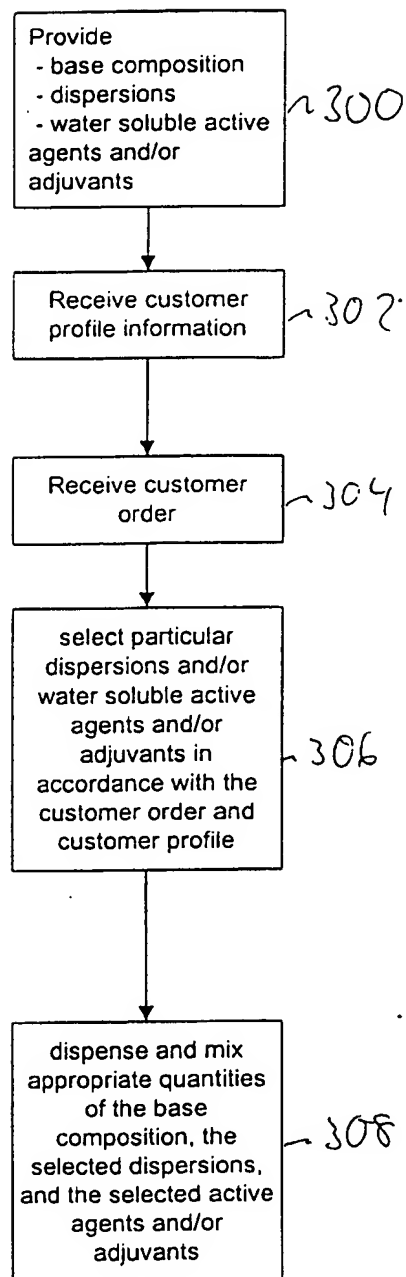 Provide
- base composition
- dispersions
- water soluble active
agents and/or
adjuvants
300
Receive customer
profile information
302
Receive customer
order
304
select particular
dispersions and/or
water soluble active
agents and/or
adjuvants in
accordance with the
customer order and
customer profile
306
dispense and mix
appropriate quantities
of the base
composition, the
selected dispersions,
and the selected active
agents and/or
adjuvants
308